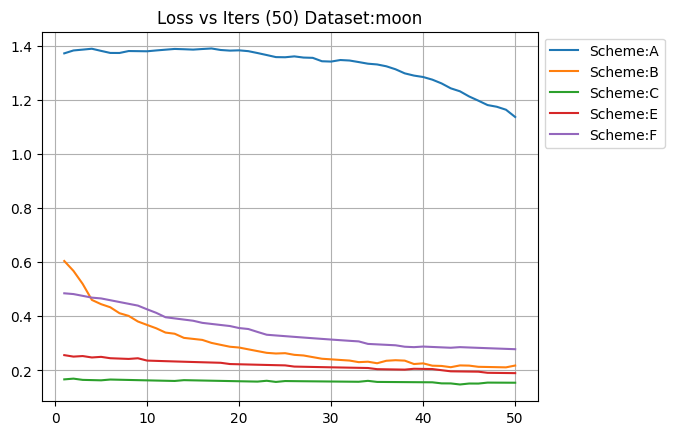 Loss vs Iters (50) Dataset:moon
1.4
1.2
1.0
0.8
0.6
0.4
0.2
0 10 20 30 40 50
Scheme:A
Scheme:B
Scheme:C
Scheme:E
Scheme:F